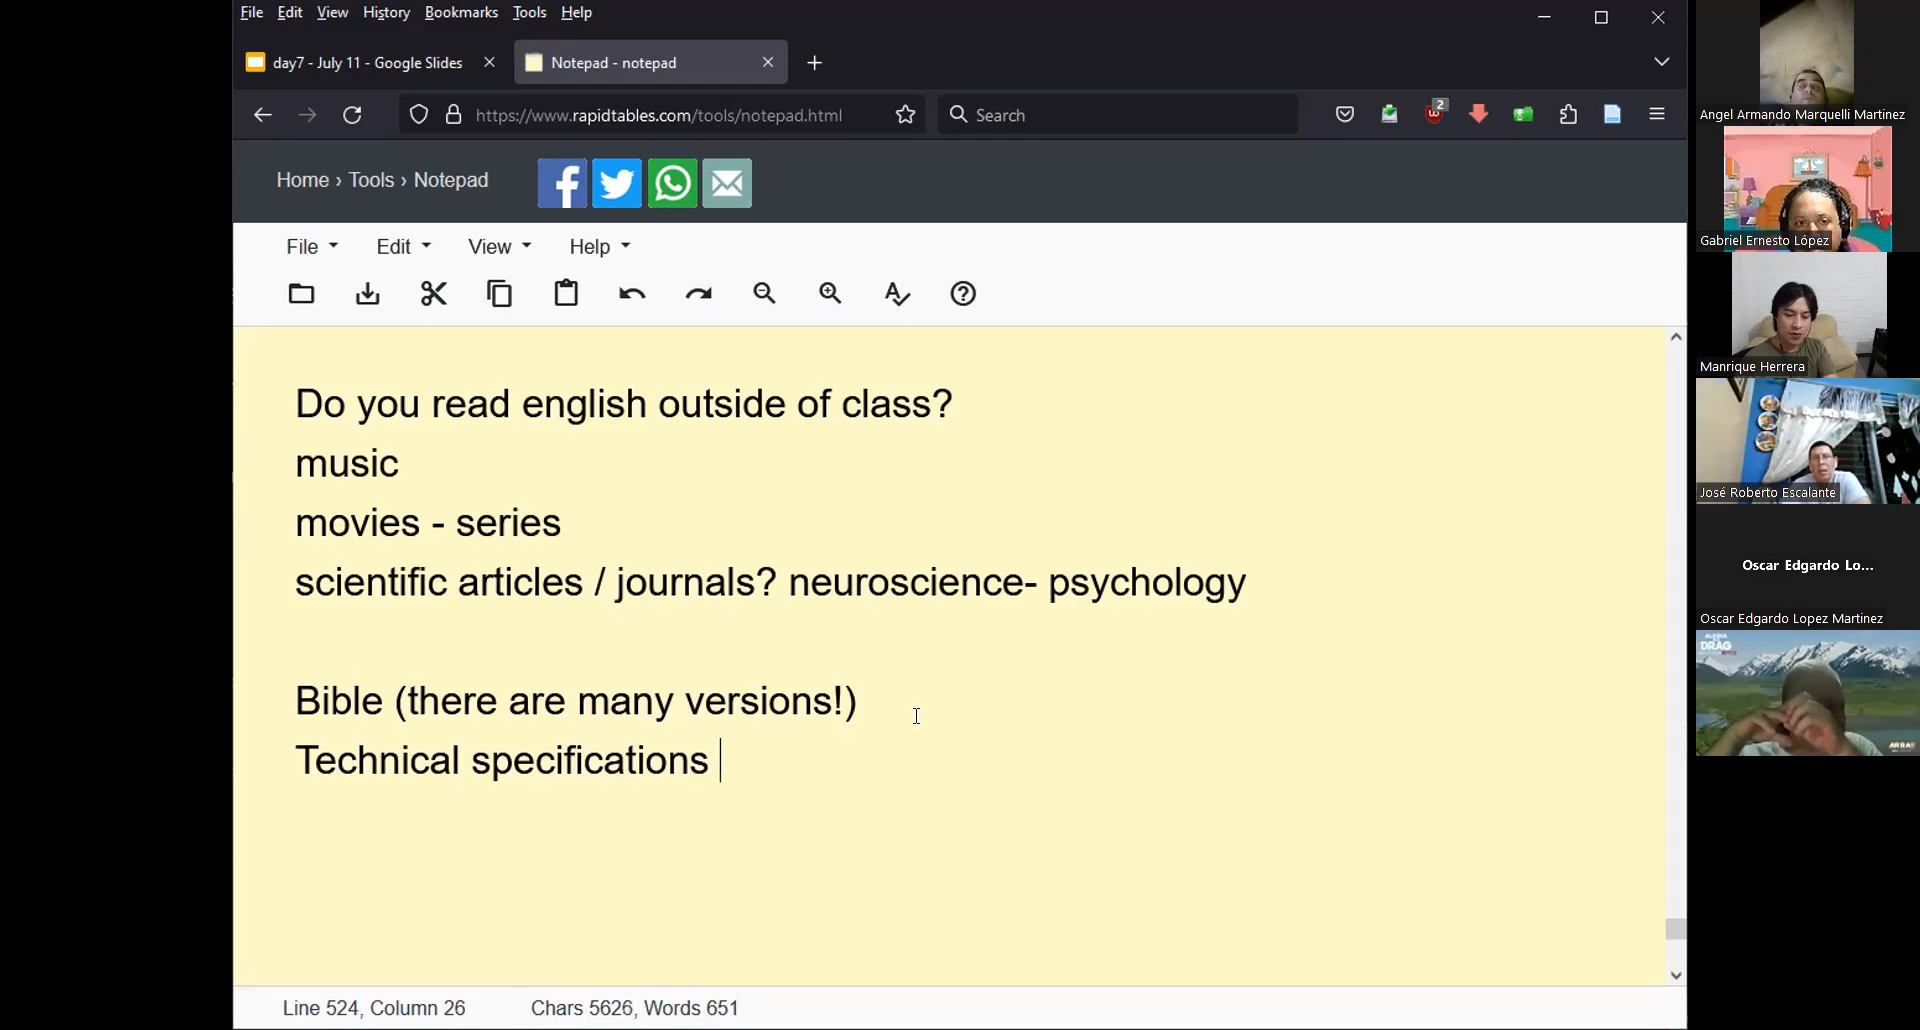 File Edit View History Bookmarks Tools Help
day7 - July 11 - Google Slides
Notepad - notepad
https://www.rapidtables.com/tools/notepad.html
Search
2
Home › Tools › Notepad
File Edit View Help
Do you read english outside of class?
music
movies - series
scientific articles / journals? neuroscience- psychology
Bible (there are many versions!)
Technical specifications
Line 524, Column 26 Chars 5626, Words 651
Angel Armando Marquelli Martinez
Gabriel Ernesto López
Manrique Herrera
José Roberto Escalante
Oscar Edgardo Lo...
Oscar Edgardo Lopez Martinez
DRAG